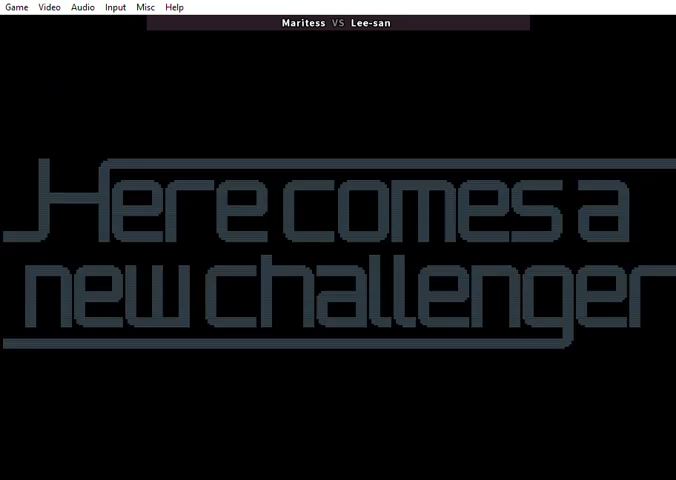 Game Video Audio Input Misc Help
Maritess VS Lee-san
Here comes a
new challenger